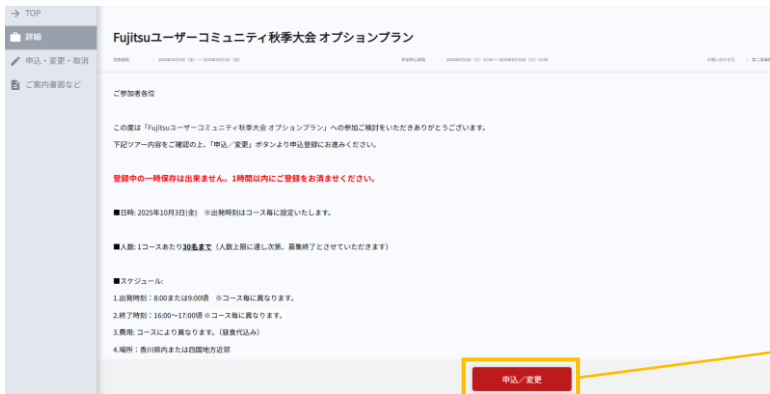 TOP
詳細
申込・変更・取消
ご案内書面など
Fujitsuユーザーコミュニティ秋季大会 オプションプラン
ご参加者各位
この度は「Fujitsuユーザーコミュニティ秋季大会 オプションプラン」への参加ご検討をいただきありがとうございます。
下記ツアー内容をご確認の上、「申込／変更」ボタンより申込登録にお進みください。
登録中の一時保存は出来ません。1時間以内にご登録をお済ませください。
■日時: 2025年10月3日(金)　※出発時刻はコース毎に設定いたします。
■人数: 1コースあたり30名まで（人数上限に達し次第、募集終了とさせていただきます）
■スケジュール:
1.出発時刻：8:00または9:00頃　※コース毎に異なります。
2.終了時刻：16:00～17:00頃 ※コース毎に異なります。
3.費用: コースにより異なります。（昼食代込み）
4.場所：香川県内または四国地方近郊
申込／変更